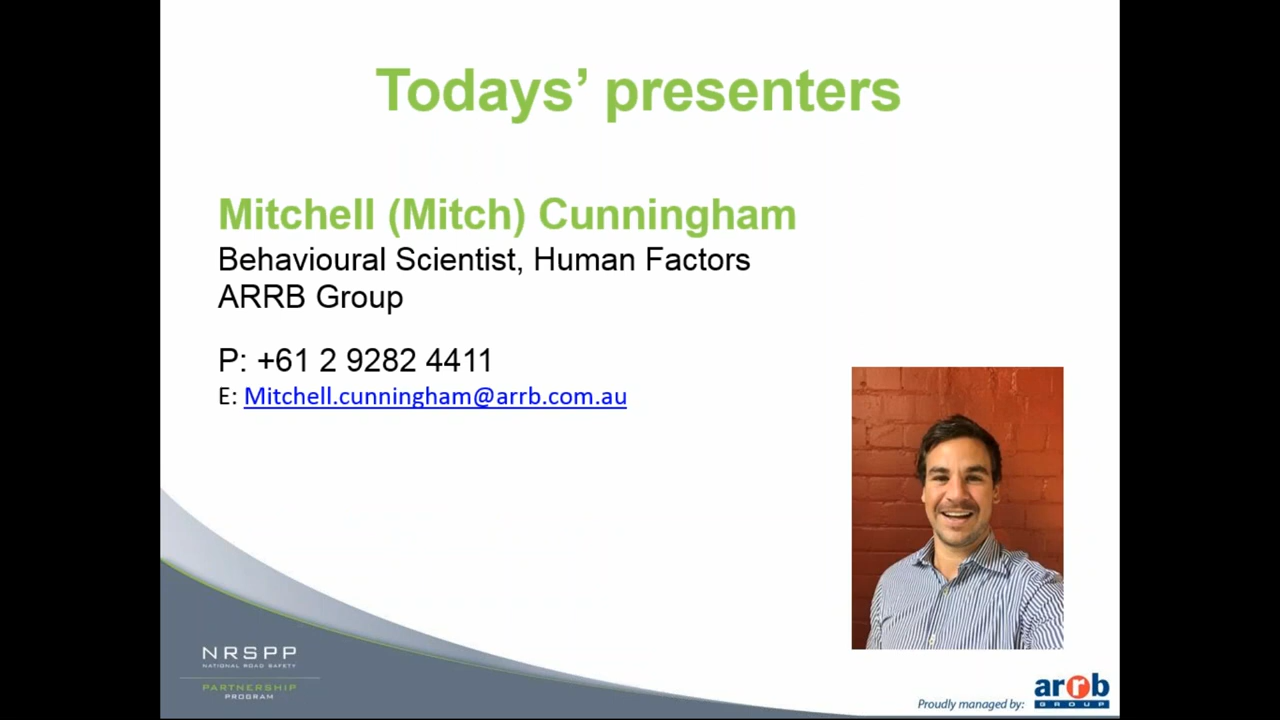 Todays’ presenters
Mitchell (Mitch) Cunningham
Behavioural Scientist, Human Factors
ARRB Group
P: +61 2 9282 4411
E: Mitchell.cunningham@arrb.com.au
NRSPP
NATIONAL ROAD SAFETY
PARTNERSHIP
PROGRAM
Proudly managed by:
arrb
GROUP